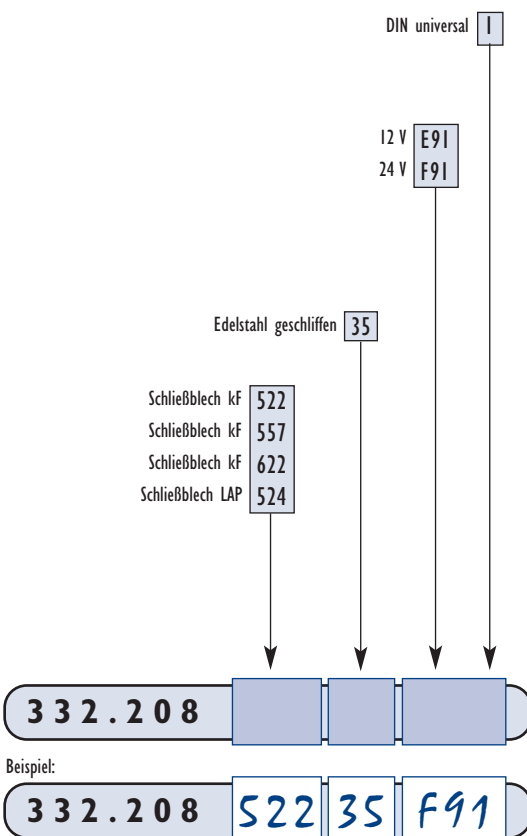 DIN universal 1
12 V E91
24 V F91
Edelstahl geschliffen 35
Schließblech kF 522
Schließblech kF 557
Schließblech kF 622
Schließblech LAP 524
332.208
Beispiel:
332.208 522 35 F91